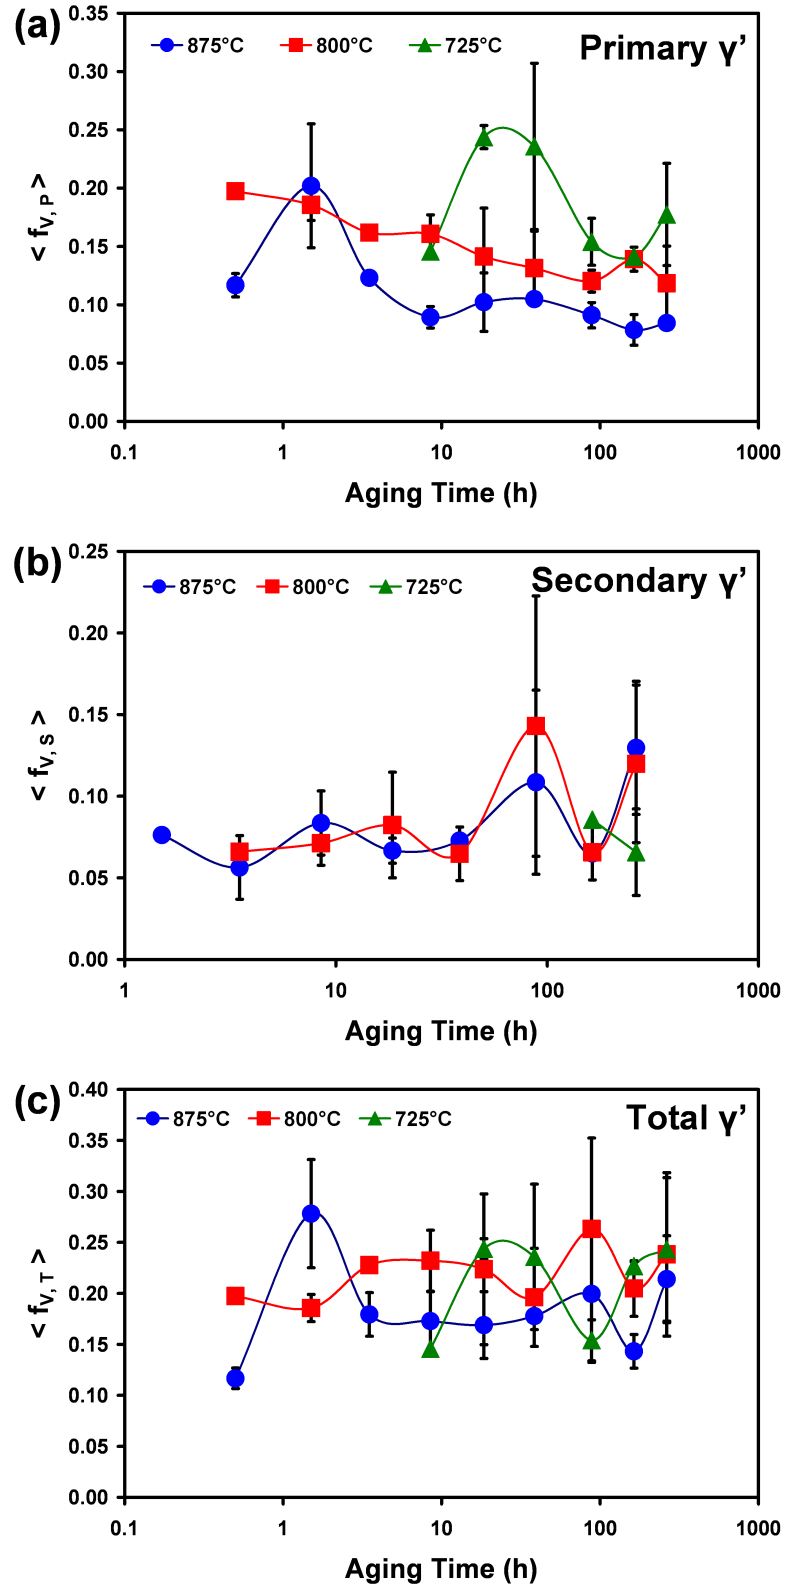 (a)
875°C 800°C 725°C Primary γ’
0.35
0.30
0.25
0.20
0.15
0.10
0.05
0.00
< fV, P >
0.1 1 10 100 1000
Aging Time (h)
(b)
875°C 800°C 725°C Secondary γ’
0.25
0.20
0.15
0.10
0.05
0.00
< fV, S >
1 10 100 1000
Aging Time (h)
(c)
875°C 800°C 725°C Total γ’
0.40
0.35
0.30
0.25
0.20
0.15
0.10
0.05
0.00
< fV, T >
0.1 1 10 100 1000
Aging Time (h)